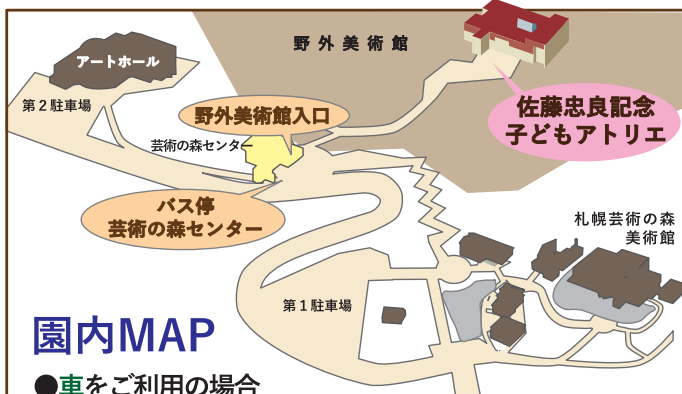 野外美術館
アートホール
第２駐車場
野外美術館入口
佐藤忠良記念
子どもアトリエ
芸術の森センター
バス停
芸術の森センター
札幌芸術の森
美術館
第１駐車場
園内MAP
●車をご利用の場合